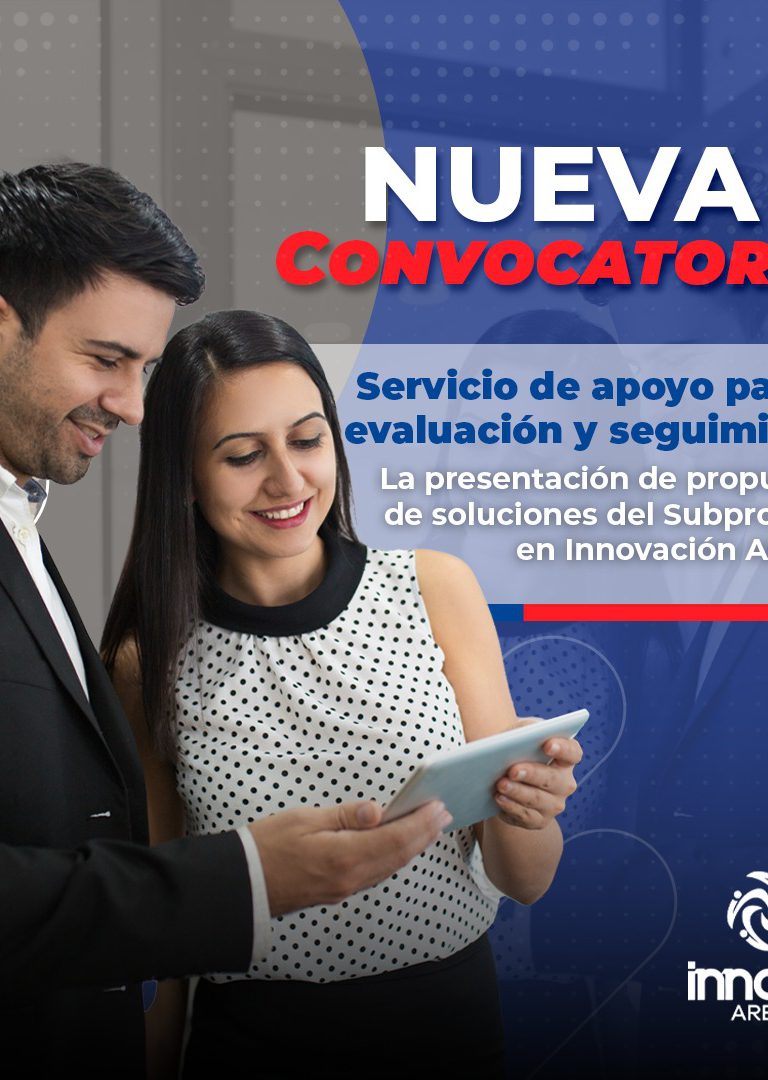 NUEVA
CONVOCATOR
Servicio de apoyo pa
evaluación y seguimi
La presentación de propu
de soluciones del Subpro
en Innovación A
inno
ARE